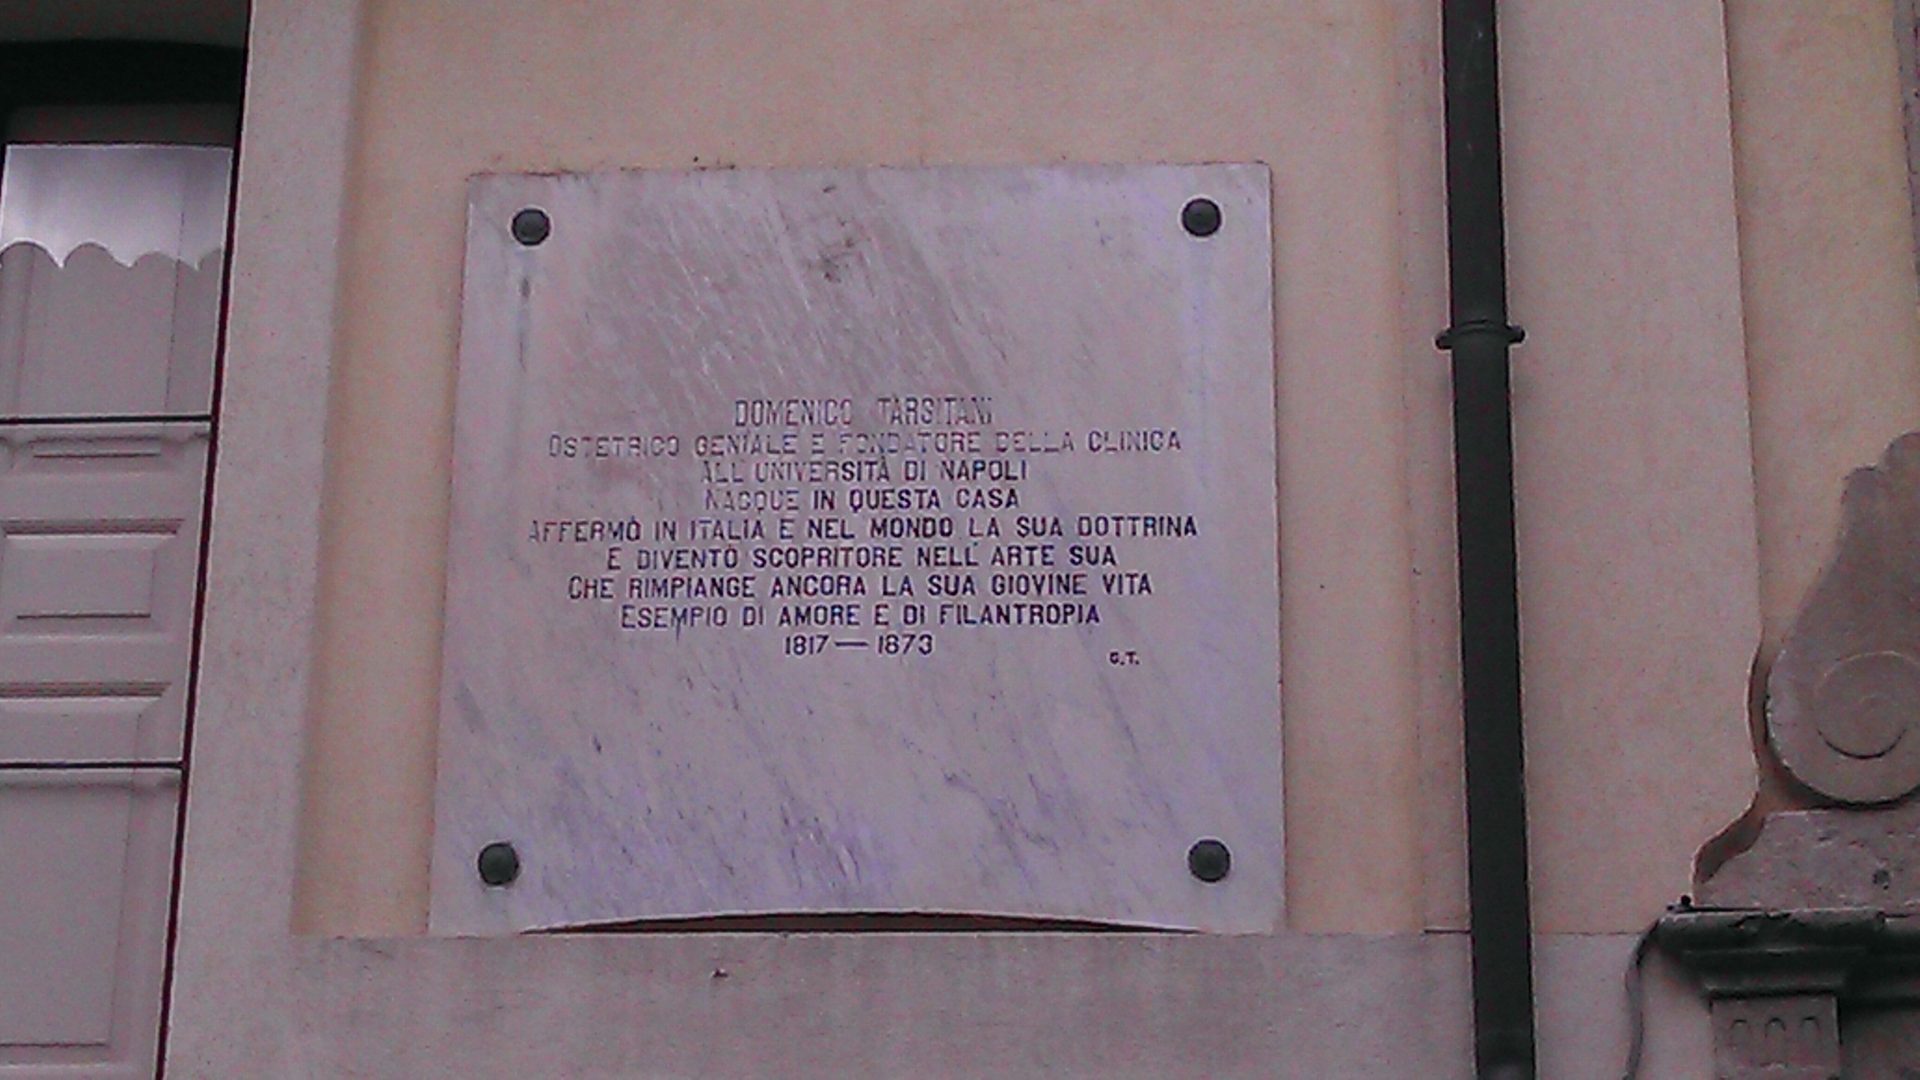 DOMENICO TARSITANI
OSTETRICO GENIALE E FONDATORE DELLA CLINICA
ALL'UNIVERSITÀ DI NAPOLI
NACQUE IN QUESTA CASA
AFFERMÒ IN ITALIA E NEL MONDO LA SUA DOTTRINA
E DIVENTÒ SCOPRITORE NELL'ARTE SUA
CHE RIMPIANGE ANCORA LA SUA GIOVINE VITA
ESEMPIO DI AMORE E DI FILANTROPIA
1817 — 1873
G.T.